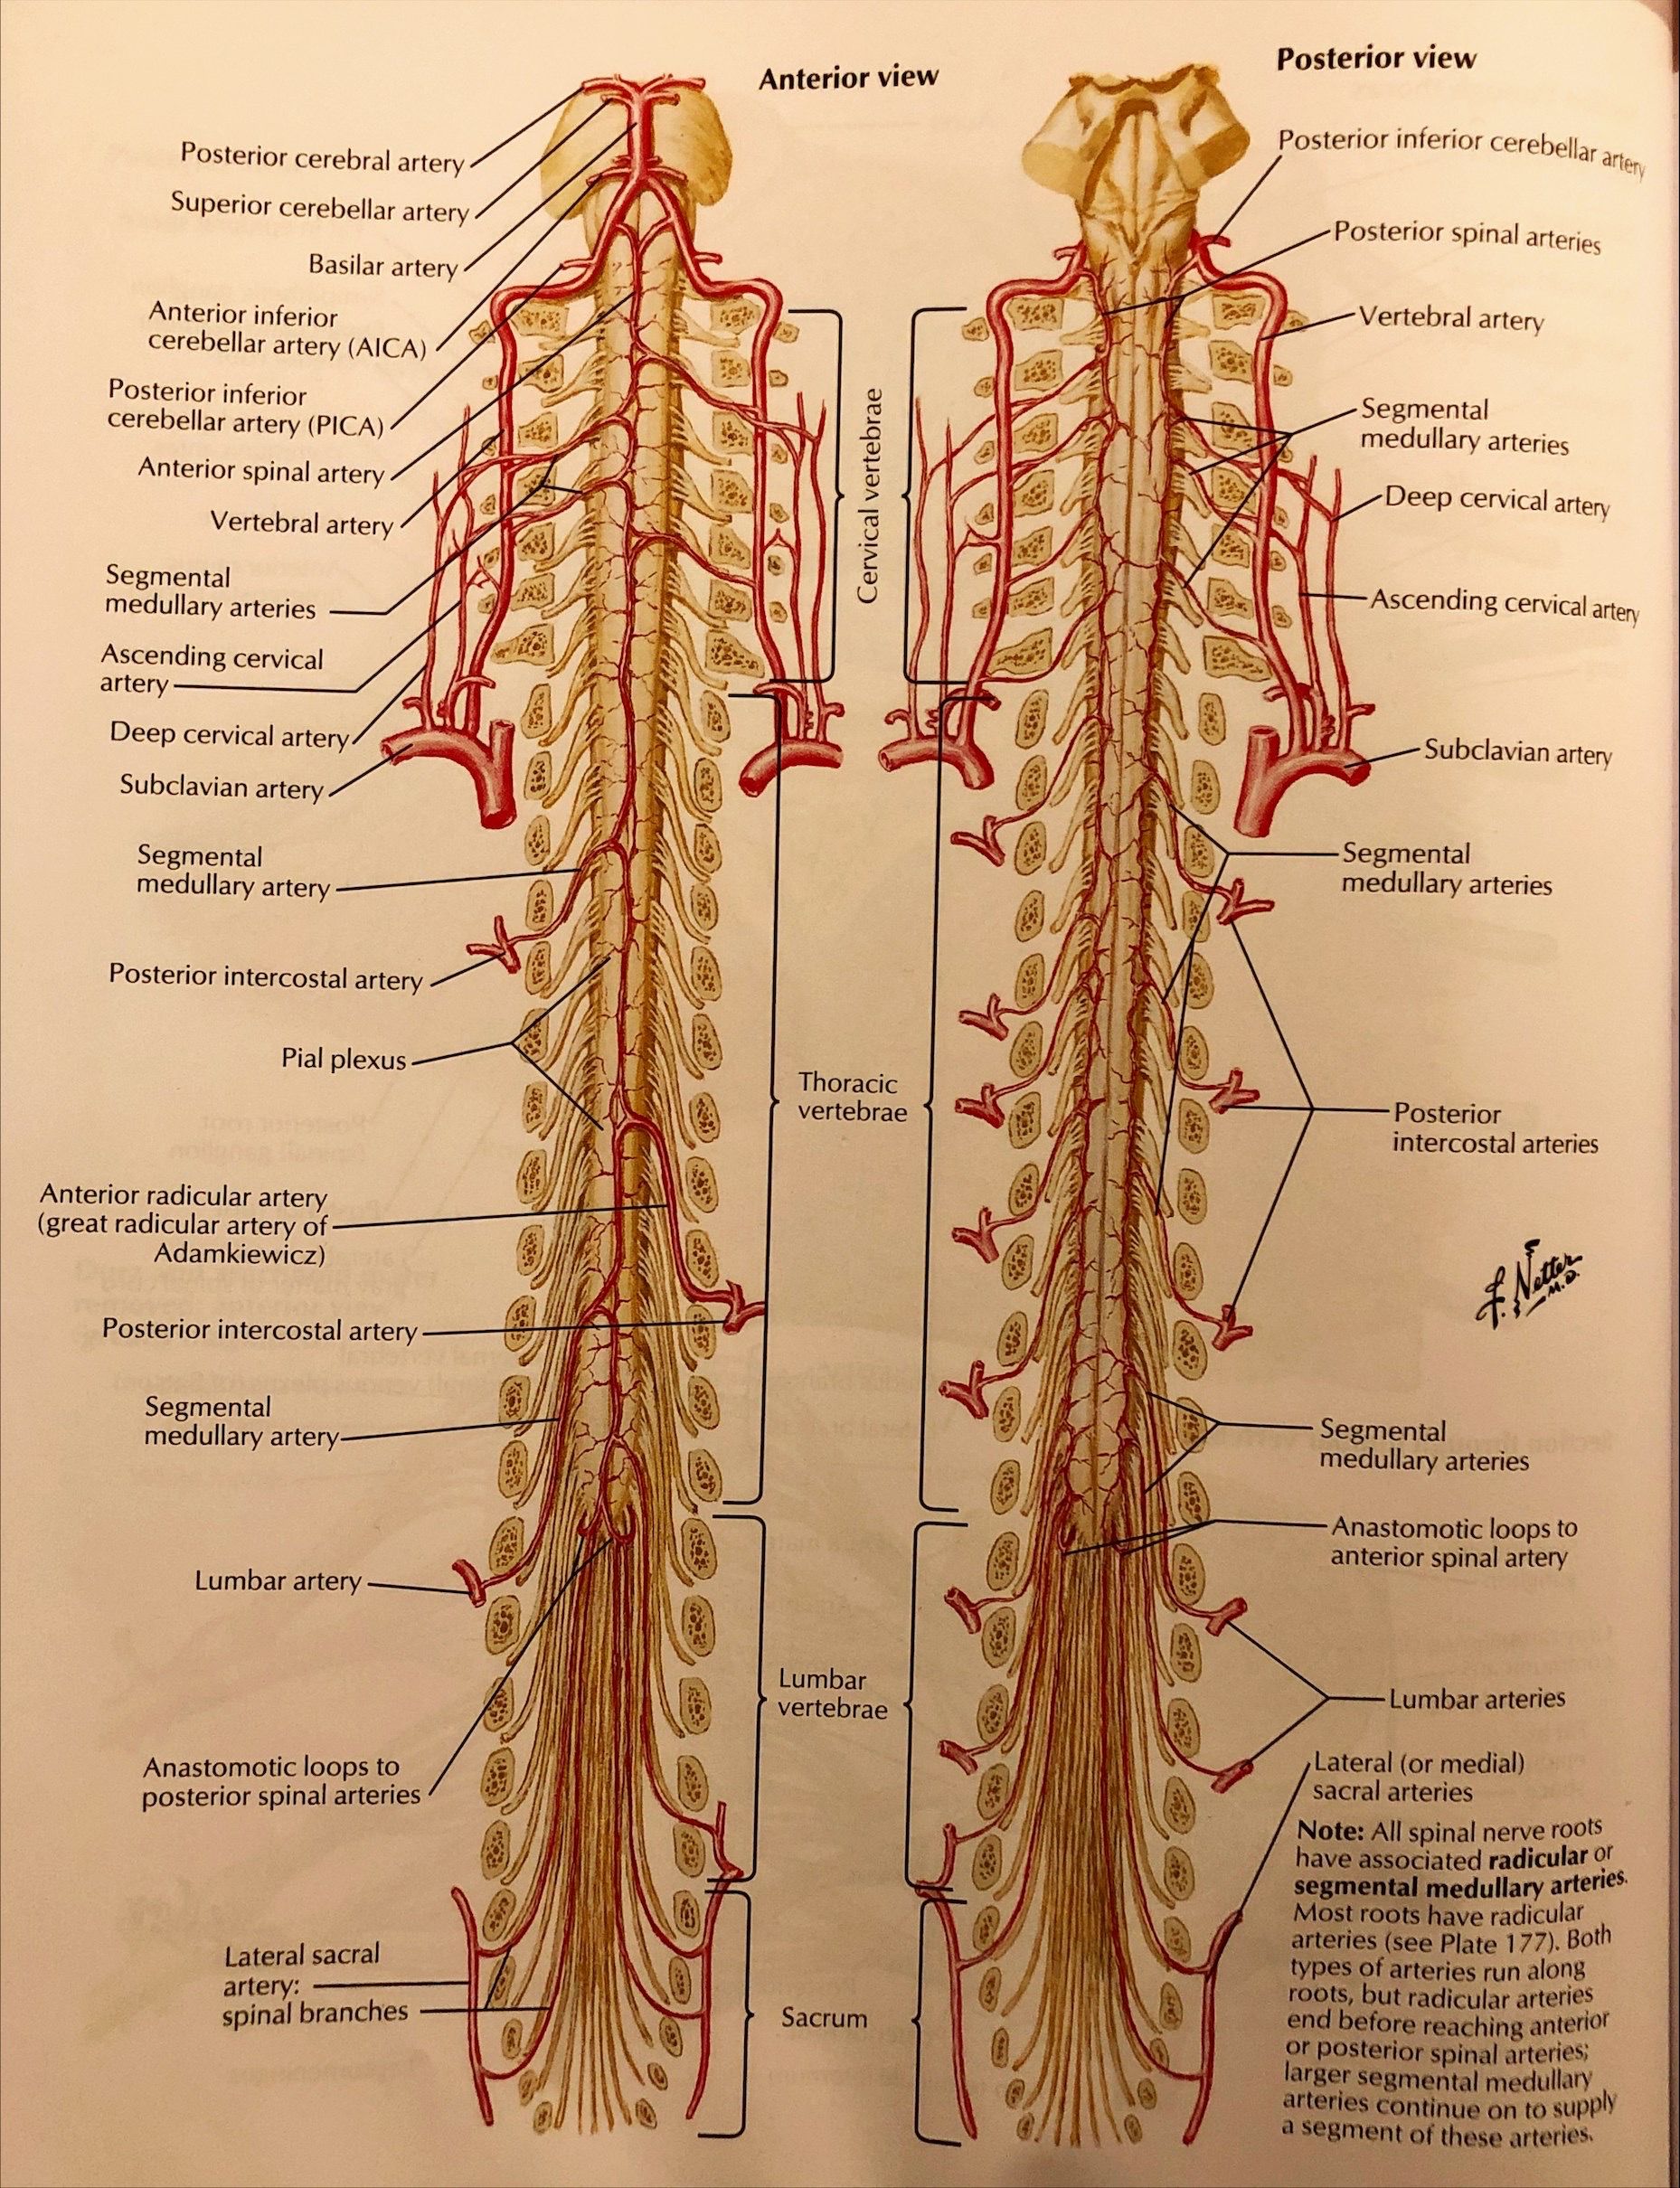 Anterior view
Posterior cerebral artery
Superior cerebellar artery
Basilar artery
Anterior inferior
cerebellar artery (AICA)
Posterior inferior
cerebellar artery (PICA)
Anterior spinal artery
Vertebral artery
Segmental
medullary arteries
Ascending cervical
artery
Deep cervical artery
Subclavian artery
Segmental
medullary artery
Posterior intercostal artery
Pial plexus
Anterior radicular artery
(great radicular artery of
Adamkiewicz)
Posterior intercostal artery
Segmental
medullary artery
Lumbar artery
Anastomotic loops to
posterior spinal arteries
Lateral sacral
artery:
spinal branches
Cervical vertebrae
Thoracic
vertebrae
Lumbar
vertebrae
Sacrum
Posterior view
Posterior inferior cerebellar artery
Posterior spinal arteries
Vertebral artery
Segmental
medullary arteries
Deep cervical artery
Ascending cervical artery
Subclavian artery
Segmental
medullary arteries
Posterior
intercostal arteries
F. Netter
M.D.
Segmental
medullary arteries
Anastomotic loops to
anterior spinal artery
Lumbar arteries
Lateral (or medial)
sacral arteries
Note: All spinal nerve roots
have associated radicular or
segmental medullary arteries.
Most roots have radicular
arteries (see Plate 177). Both
types of arteries run along
roots, but radicular arteries
end before reaching anterior
or posterior spinal arteries;
larger segmental medullary
arteries continue on to supply
a segment of these arteries.